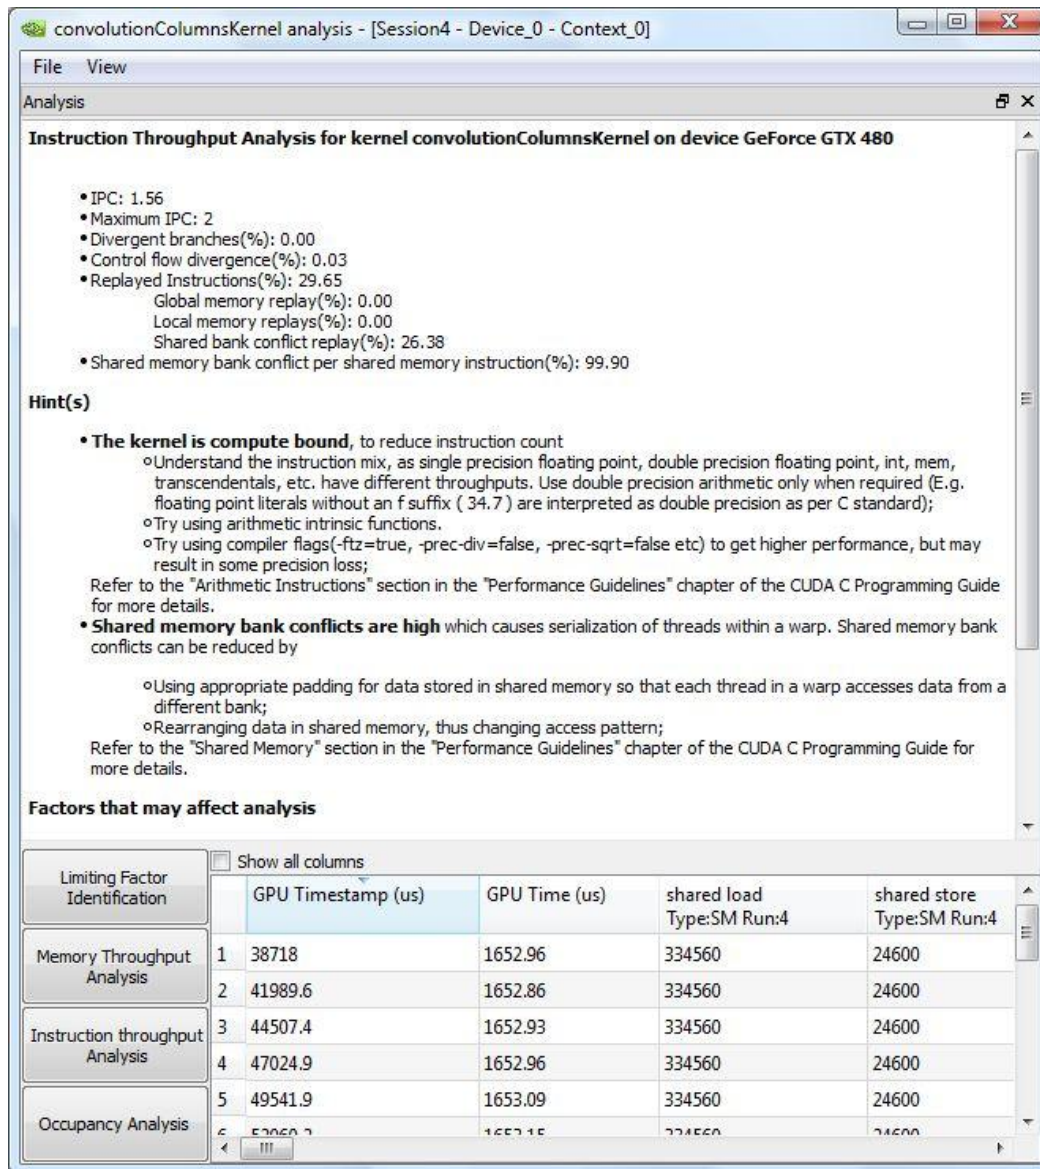 convolutionColumnsKernel analysis - [Session4 - Device_0 - Context_0]
File View
Analysis
Instruction Throughput Analysis for kernel convolutionColumnsKernel on device GeForce GTX 480
• IPC: 1.56
• Maximum IPC: 2
• Divergent branches(%): 0.00
• Control flow divergence(%): 0.03
• Replayed Instructions(%): 29.65
Global memory replay(%): 0.00
Local memory replays(%): 0.00
Shared bank conflict replay(%): 26.38
• Shared memory bank conflict per shared memory instruction(%): 99.90
Hint(s)
• The kernel is compute bound, to reduce instruction count
○Understand the instruction mix, as single precision floating point, double precision floating point, int, mem,
transcendentals, etc. have different throughputs. Use double precision arithmetic only when required (E.g.
floating point literals without an f suffix ( 34.7 ) are interpreted as double precision as per C standard);
○Try using arithmetic intrinsic functions.
○Try using compiler flags(-ftz=true, -prec-div=false, -prec-sqrt=false etc) to get higher performance, but may
result in some precision loss;
Refer to the "Arithmetic Instructions" section in the "Performance Guidelines" chapter of the CUDA C Programming Guide
for more details.
• Shared memory bank conflicts are high which causes serialization of threads within a warp. Shared memory bank
conflicts can be reduced by
○Using appropriate padding for data stored in shared memory so that each thread in a warp accesses data from a
different bank;
○Rearranging data in shared memory, thus changing access pattern;
Refer to the "Shared Memory" section in the "Performance Guidelines" chapter of the CUDA C Programming Guide for
more details.
Factors that may affect analysis
Limiting Factor
Identification
Memory Throughput
Analysis
Instruction throughput
Analysis
Occupancy Analysis
Show all columns
GPU Timestamp (us) GPU Time (us) shared load shared store
Type:SM Run:4 Type:SM Run:4
1 38718 1652.96 334560 24600
2 41989.6 1652.86 334560 24600
3 44507.4 1652.93 334560 24600
4 47024.9 1652.96 334560 24600
5 49541.9 1653.09 334560 24600